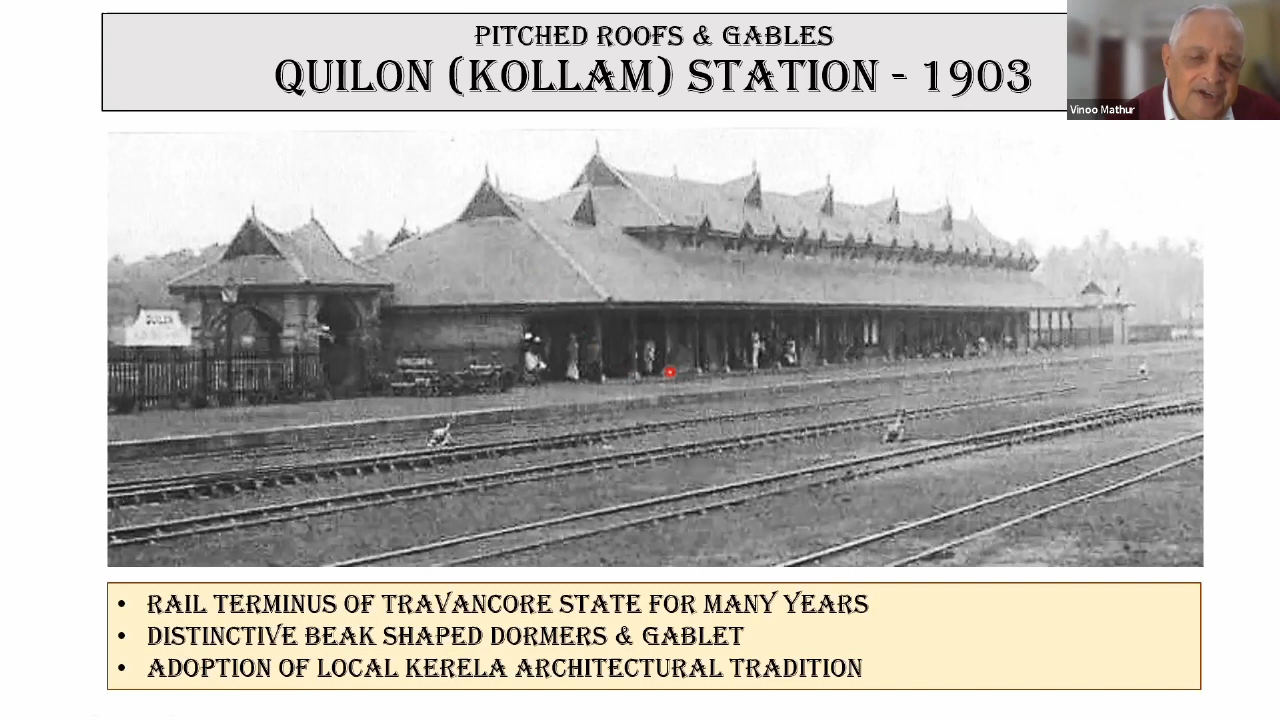 PITCHED ROOFS & GABLES
QUILON (KOLLAM) STATION - 1903
Vinoo Mathur
QUILON
• RAIL TERMINUS OF TRAVANCORE STATE FOR MANY YEARS
• DISTINCTIVE BEAK SHAPED DORMERS & GABLET
• ADOPTION OF LOCAL KERELA ARCHITECTURAL TRADITION